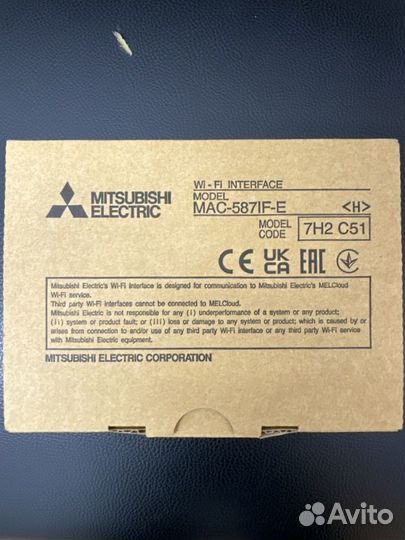 MITSUBISHI
ELECTRIC
Wi-Fi INTERFACE
MODEL
MAC-587IF-E <H>
MODEL
CODE
7H2 C51
CE UK
CA EAC
Mitsubishi Electric's Wi-Fi Interface is designed for communication to Mitsubishi Electric's MELCloud
Wi-Fi service.
Third party Wi-Fi interfaces cannot be connected to MELCloud.
Mitsubishi Electric is not responsible for any (i) underperformance of a system or any product;
(ii) system or product fault; or (iii) loss or damage to any system or product; which is caused by or
arises from connection to and/or use of any third party Wi-Fi interface or any third party Wi-Fi service
with Mitsubishi Electric equipment.
MITSUBISHI ELECTRIC CORPORATION
Avito